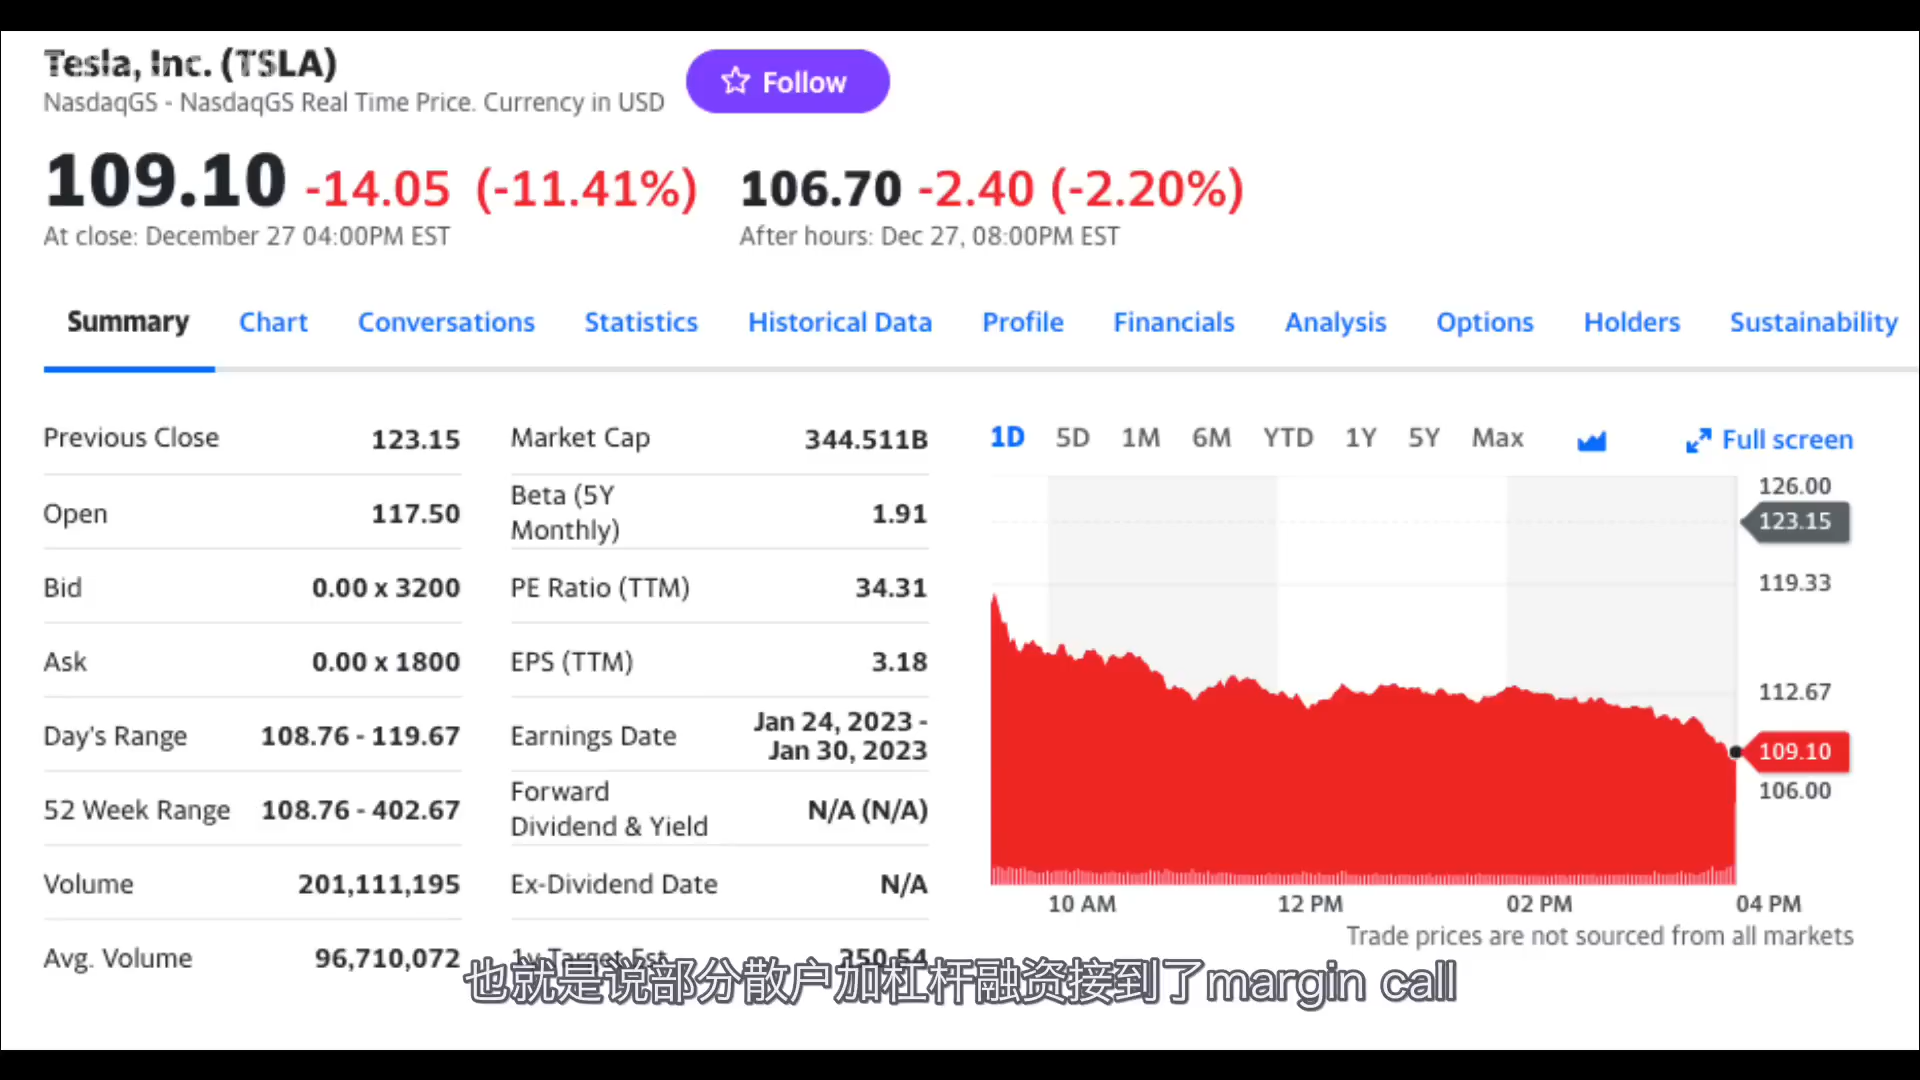 Tesla, Inc. (TSLA)
NasdaqGS - NasdaqGS Real Time Price. Currency in USD
Follow
109.10 -14.05 (-11.41%)
At close: December 27 04:00PM EST
106.70 -2.40 (-2.20%)
After hours: Dec 27, 08:00PM EST
Summary Chart Conversations Statistics Historical Data Profile Financials Analysis Options Holders Sustainability
Previous Close 123.15
Open 117.50
Bid 0.00 x 3200
Ask 0.00 x 1800
Day's Range 108.76 - 119.67
52 Week Range 108.76 - 402.67
Volume 201,111,195
Avg. Volume 96,710,072
Market Cap 344.511B
Beta (5Y
Monthly) 1.91
PE Ratio (TTM) 34.31
EPS (TTM) 3.18
Earnings Date Jan 24, 2023 -
Jan 30, 2023
Forward
Dividend & Yield N/A (N/A)
Ex-Dividend Date N/A
1y Target Est 250.54
1D 5D 1M 6M YTD 1Y 5Y Max Full screen
126.00
123.15
119.33
112.67
109.10
106.00
10 AM 12 PM 02 PM 04 PM
Trade prices are not sourced from all markets
也就是说部分散户加杠杆融资接到了margin call